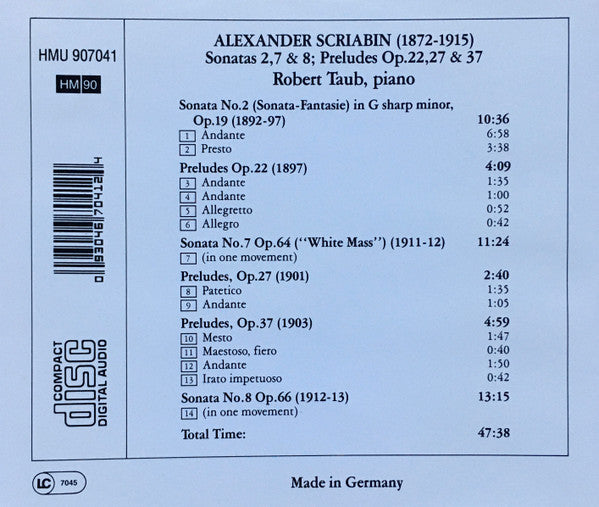 HMU 907041
HM 90
0 93046 70412 4
COMPACT
disc
DIGITAL AUDIO
ALEXANDER SCRIABIN (1872-1915)
Sonatas 2,7 & 8; Preludes Op.22,27 & 37
Robert Taub, piano
Sonata No.2 (Sonata-Fantasie) in G sharp minor,
Op.19 (1892-97) 10:36
1 Andante 6:58
2 Presto 3:38
Preludes Op.22 (1897) 4:09
3 Andante 1:35
4 Andante 1:00
5 Allegretto 0:52
6 Allegro 0:42
Sonata No.7 Op.64 (‘‘White Mass’’) (1911-12) 11:24
7 (in one movement)
Preludes, Op.27 (1901) 2:40
8 Patetico 1:35
9 Andante 1:05
Preludes, Op.37 (1903) 4:59
10 Mesto 1:47
11 Maestoso, fiero 0:40
12 Andante 1:50
13 Irato impetuoso 0:42
Sonata No.8 Op.66 (1912-13) 13:15
14 (in one movement)
Total Time: 47:38
LC 7045
Made in Germany